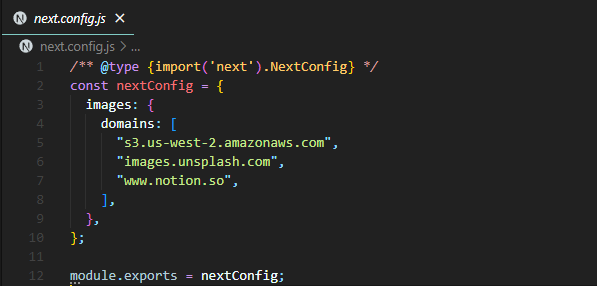 next.config.js
next.config.js > ...
1 /** @type {import('next').NextConfig} */
2 const nextConfig = {
3   images: {
4     domains: [
5       "s3.us-west-2.amazonaws.com",
6       "images.unsplash.com",
7       "www.notion.so",
8     ],
9   },
10 };
11
12 module.exports = nextConfig;